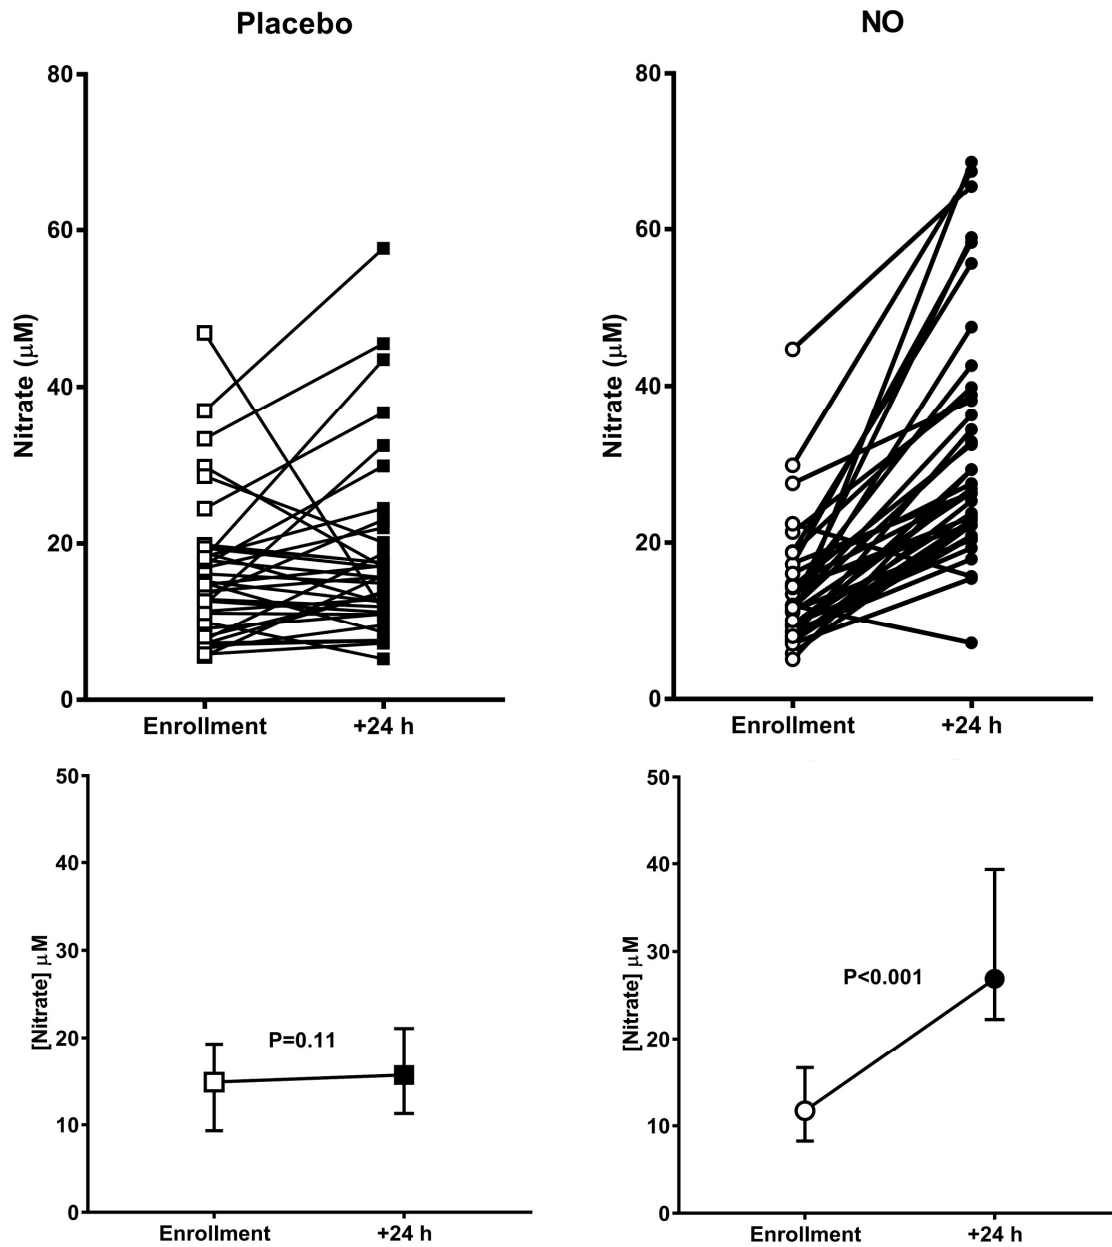 Placebo
80
60
40
20
0
Nitrate (μM)
Enrollment
+24 h
NO
80
60
40
20
0
Nitrate (μM)
Enrollment
+24 h
50
40
30
20
10
0
[Nitrate] μM
P=0.11
Enrollment
+24 h
50
40
30
20
10
0
[Nitrate] μM
P<0.001
Enrollment
+24 h